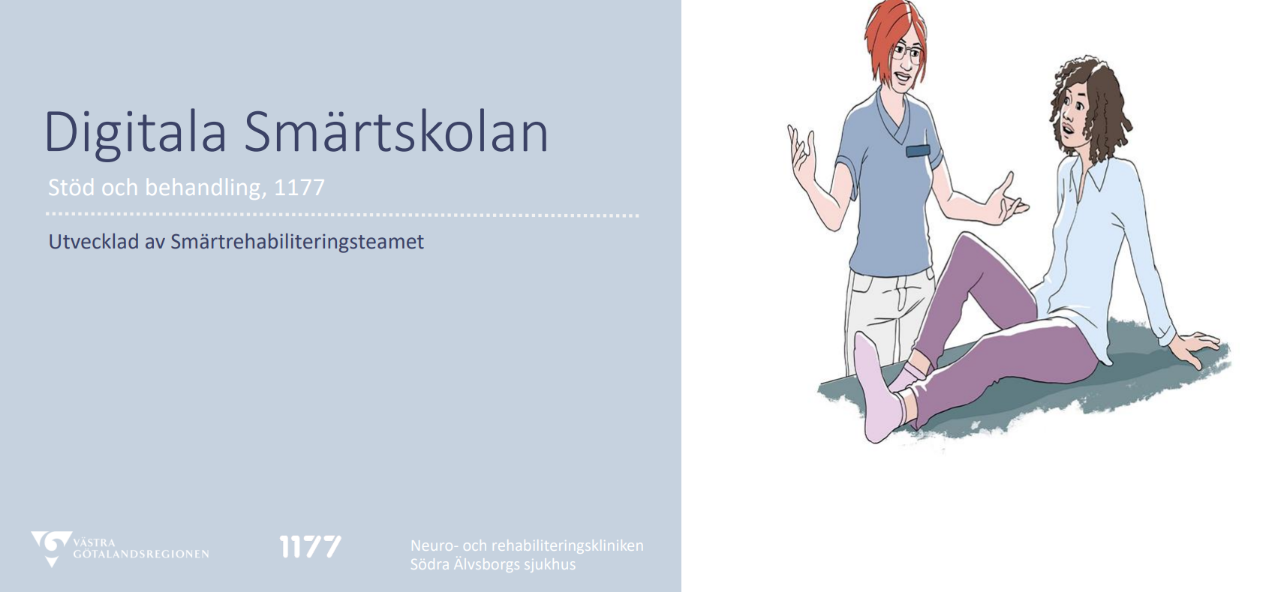 Digitala Smärtskolan
Stöd och behandling, 1177
Utvecklad av Smärtrehabiliteringsteamet
VÄSTRA
GÖTALANDSREGIONEN
1177
Neuro- och rehabiliteringskliniken
Södra Älvsborgs sjukhus